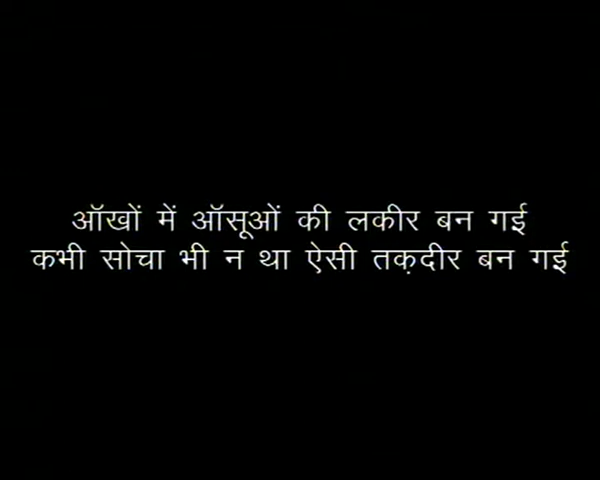 ऑखों में ऑसूओं की लकीर बन गई
कभी सोचा भी न था ऐसी तक़दीर बन गई